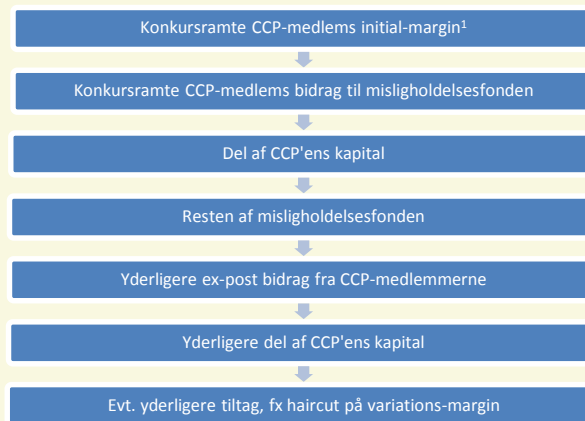 Konkursramte CCP-medlems initial-margin¹
Konkursramte CCP-medlems bidrag til misligholdelsesfonden
Del af CCP'ens kapital
Resten af misligholdelsesfonden
Yderligere ex-post bidrag fra CCP-medlemmerne
Yderligere del af CCP'ens kapital
Evt. yderligere tiltag, fx haircut på variations-margin